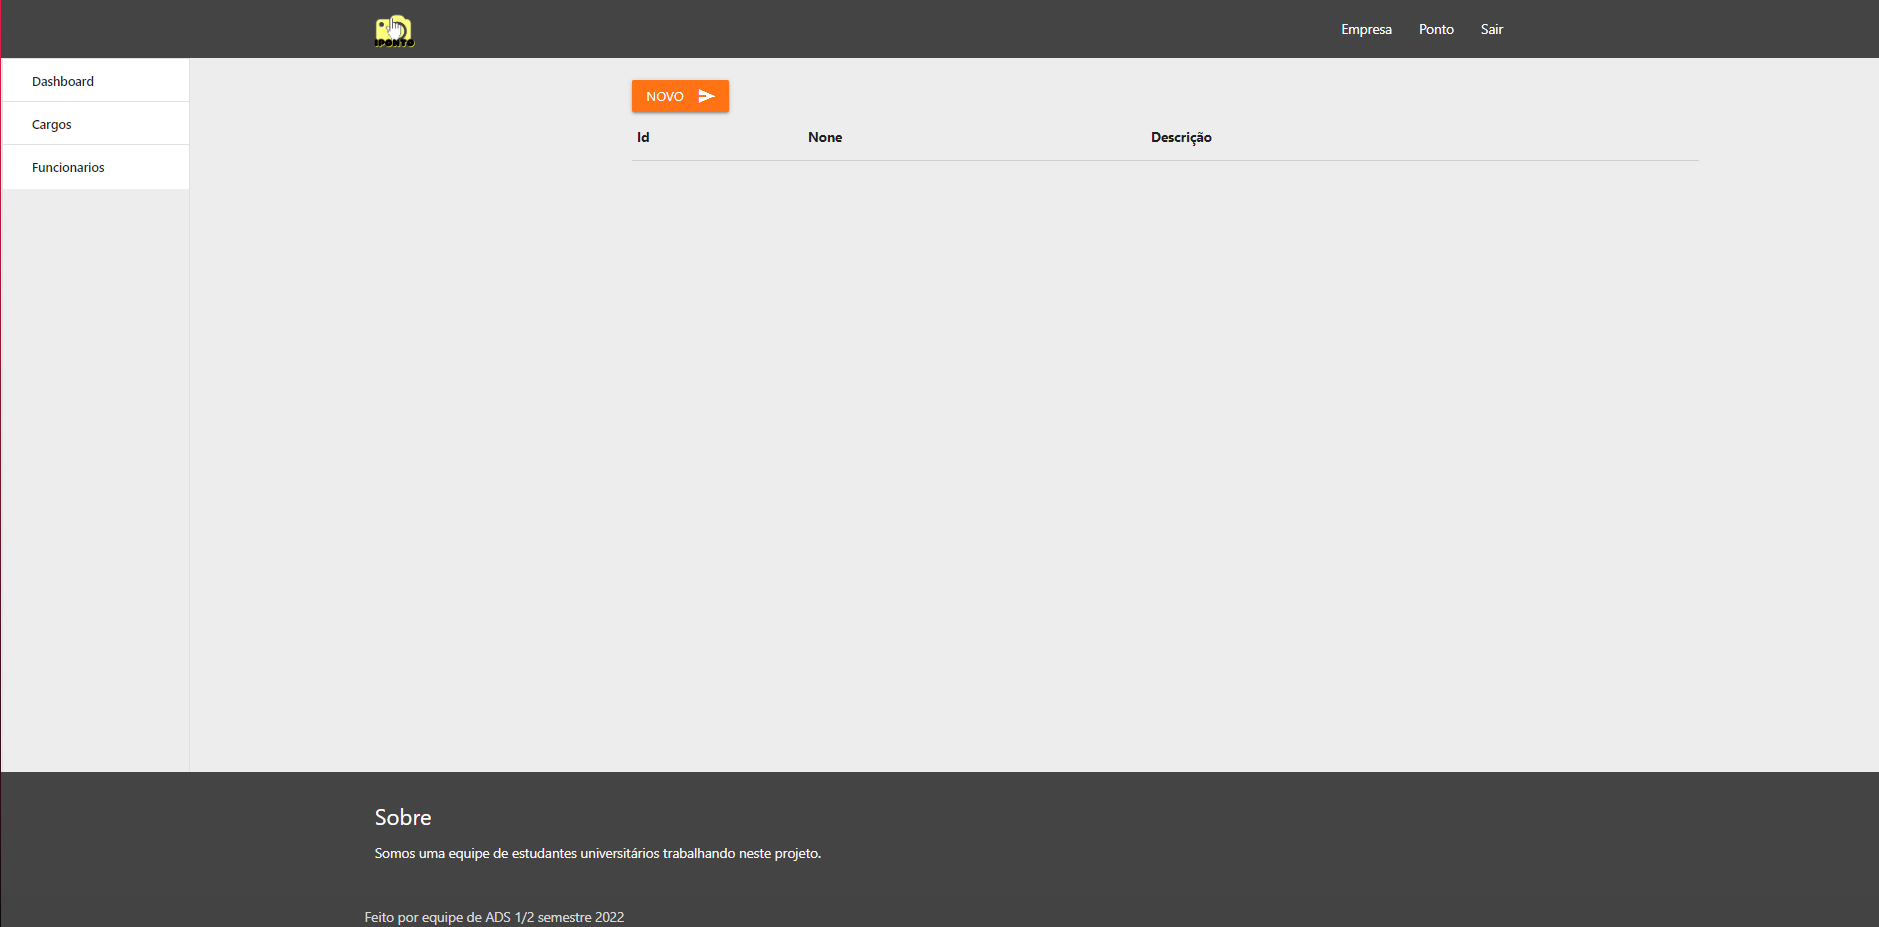 IPONTO
Empresa Ponto Sair
Dashboard
Cargos
Funcionarios
NOVO
Id None Descrição
Sobre
Somos uma equipe de estudantes universitários trabalhando neste projeto.
Feito por equipe de ADS 1/2 semestre 2022